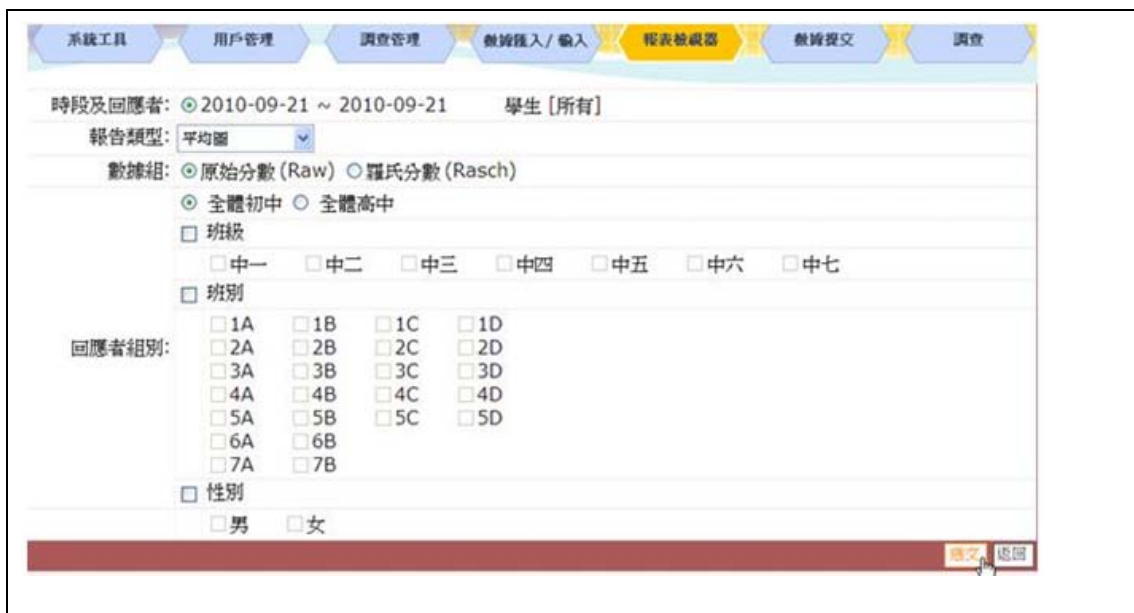 系統工具 用戶管理 調查管理 數據匯入/ 輸入 報表檢視器 數據提交 調查
時段及回應者: 2010-09-21 ~ 2010-09-21 學生 [所有]
報告類型: 平均圖
數據組: 原始分數 (Raw) 羅氏分數 (Rasch)
全體初中 全體高中
班級
中一 中二 中三 中四 中五 中六 中七
班別
回應者組別:
1A 1B 1C 1D
2A 2B 2C 2D
3A 3B 3C 3D
4A 4B 4C 4D
5A 5B 5C 5D
6A 6B
7A 7B
性別
男 女
遞交 返回